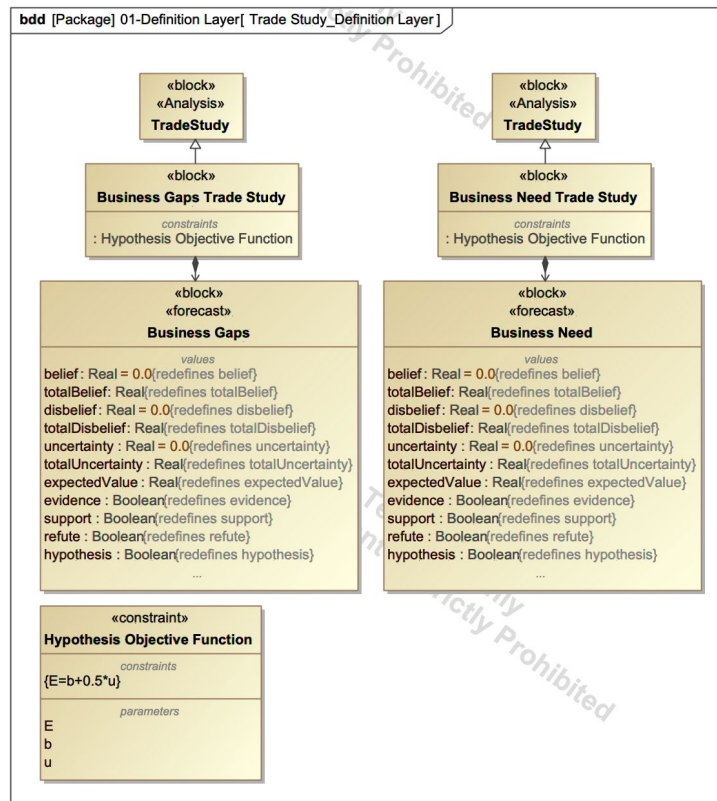 bdd [Package] 01-Definition Layer[ Trade Study_Definition Layer ]
«block»
«Analysis»
TradeStudy
«block»
Business Gaps Trade Study
constraints
: Hypothesis Objective Function
«block»
«forecast»
Business Gaps
values
belief : Real = 0.0{redefines belief}
totalBelief : Real{redefines totalBelief}
disbelief : Real = 0.0{redefines disbelief}
totalDisbelief : Real{redefines totalDisbelief}
uncertainty : Real = 0.0{redefines uncertainty}
totalUncertainty : Real{redefines totalUncertainty}
expectedValue : Real{redefines expectedValue}
evidence : Boolean{redefines evidence}
support : Boolean{redefines support}
refute : Boolean{redefines refute}
hypothesis : Boolean{redefines hypothesis}
...
«block»
«Analysis»
TradeStudy
«block»
Business Need Trade Study
constraints
: Hypothesis Objective Function
«block»
«forecast»
Business Need
values
belief : Real = 0.0{redefines belief}
totalBelief : Real{redefines totalBelief}
disbelief : Real = 0.0{redefines disbelief}
totalDisbelief : Real{redefines totalDisbelief}
uncertainty : Real = 0.0{redefines uncertainty}
totalUncertainty : Real{redefines totalUncertainty}
expectedValue : Real{redefines expectedValue}
evidence : Boolean{redefines evidence}
support : Boolean{redefines support}
refute : Boolean{redefines refute}
hypothesis : Boolean{redefines hypothesis}
...
«constraint»
Hypothesis Objective Function
constraints
{E=b+0.5*u}
parameters
E
b
u
Prohibited
Strictly Prohibited